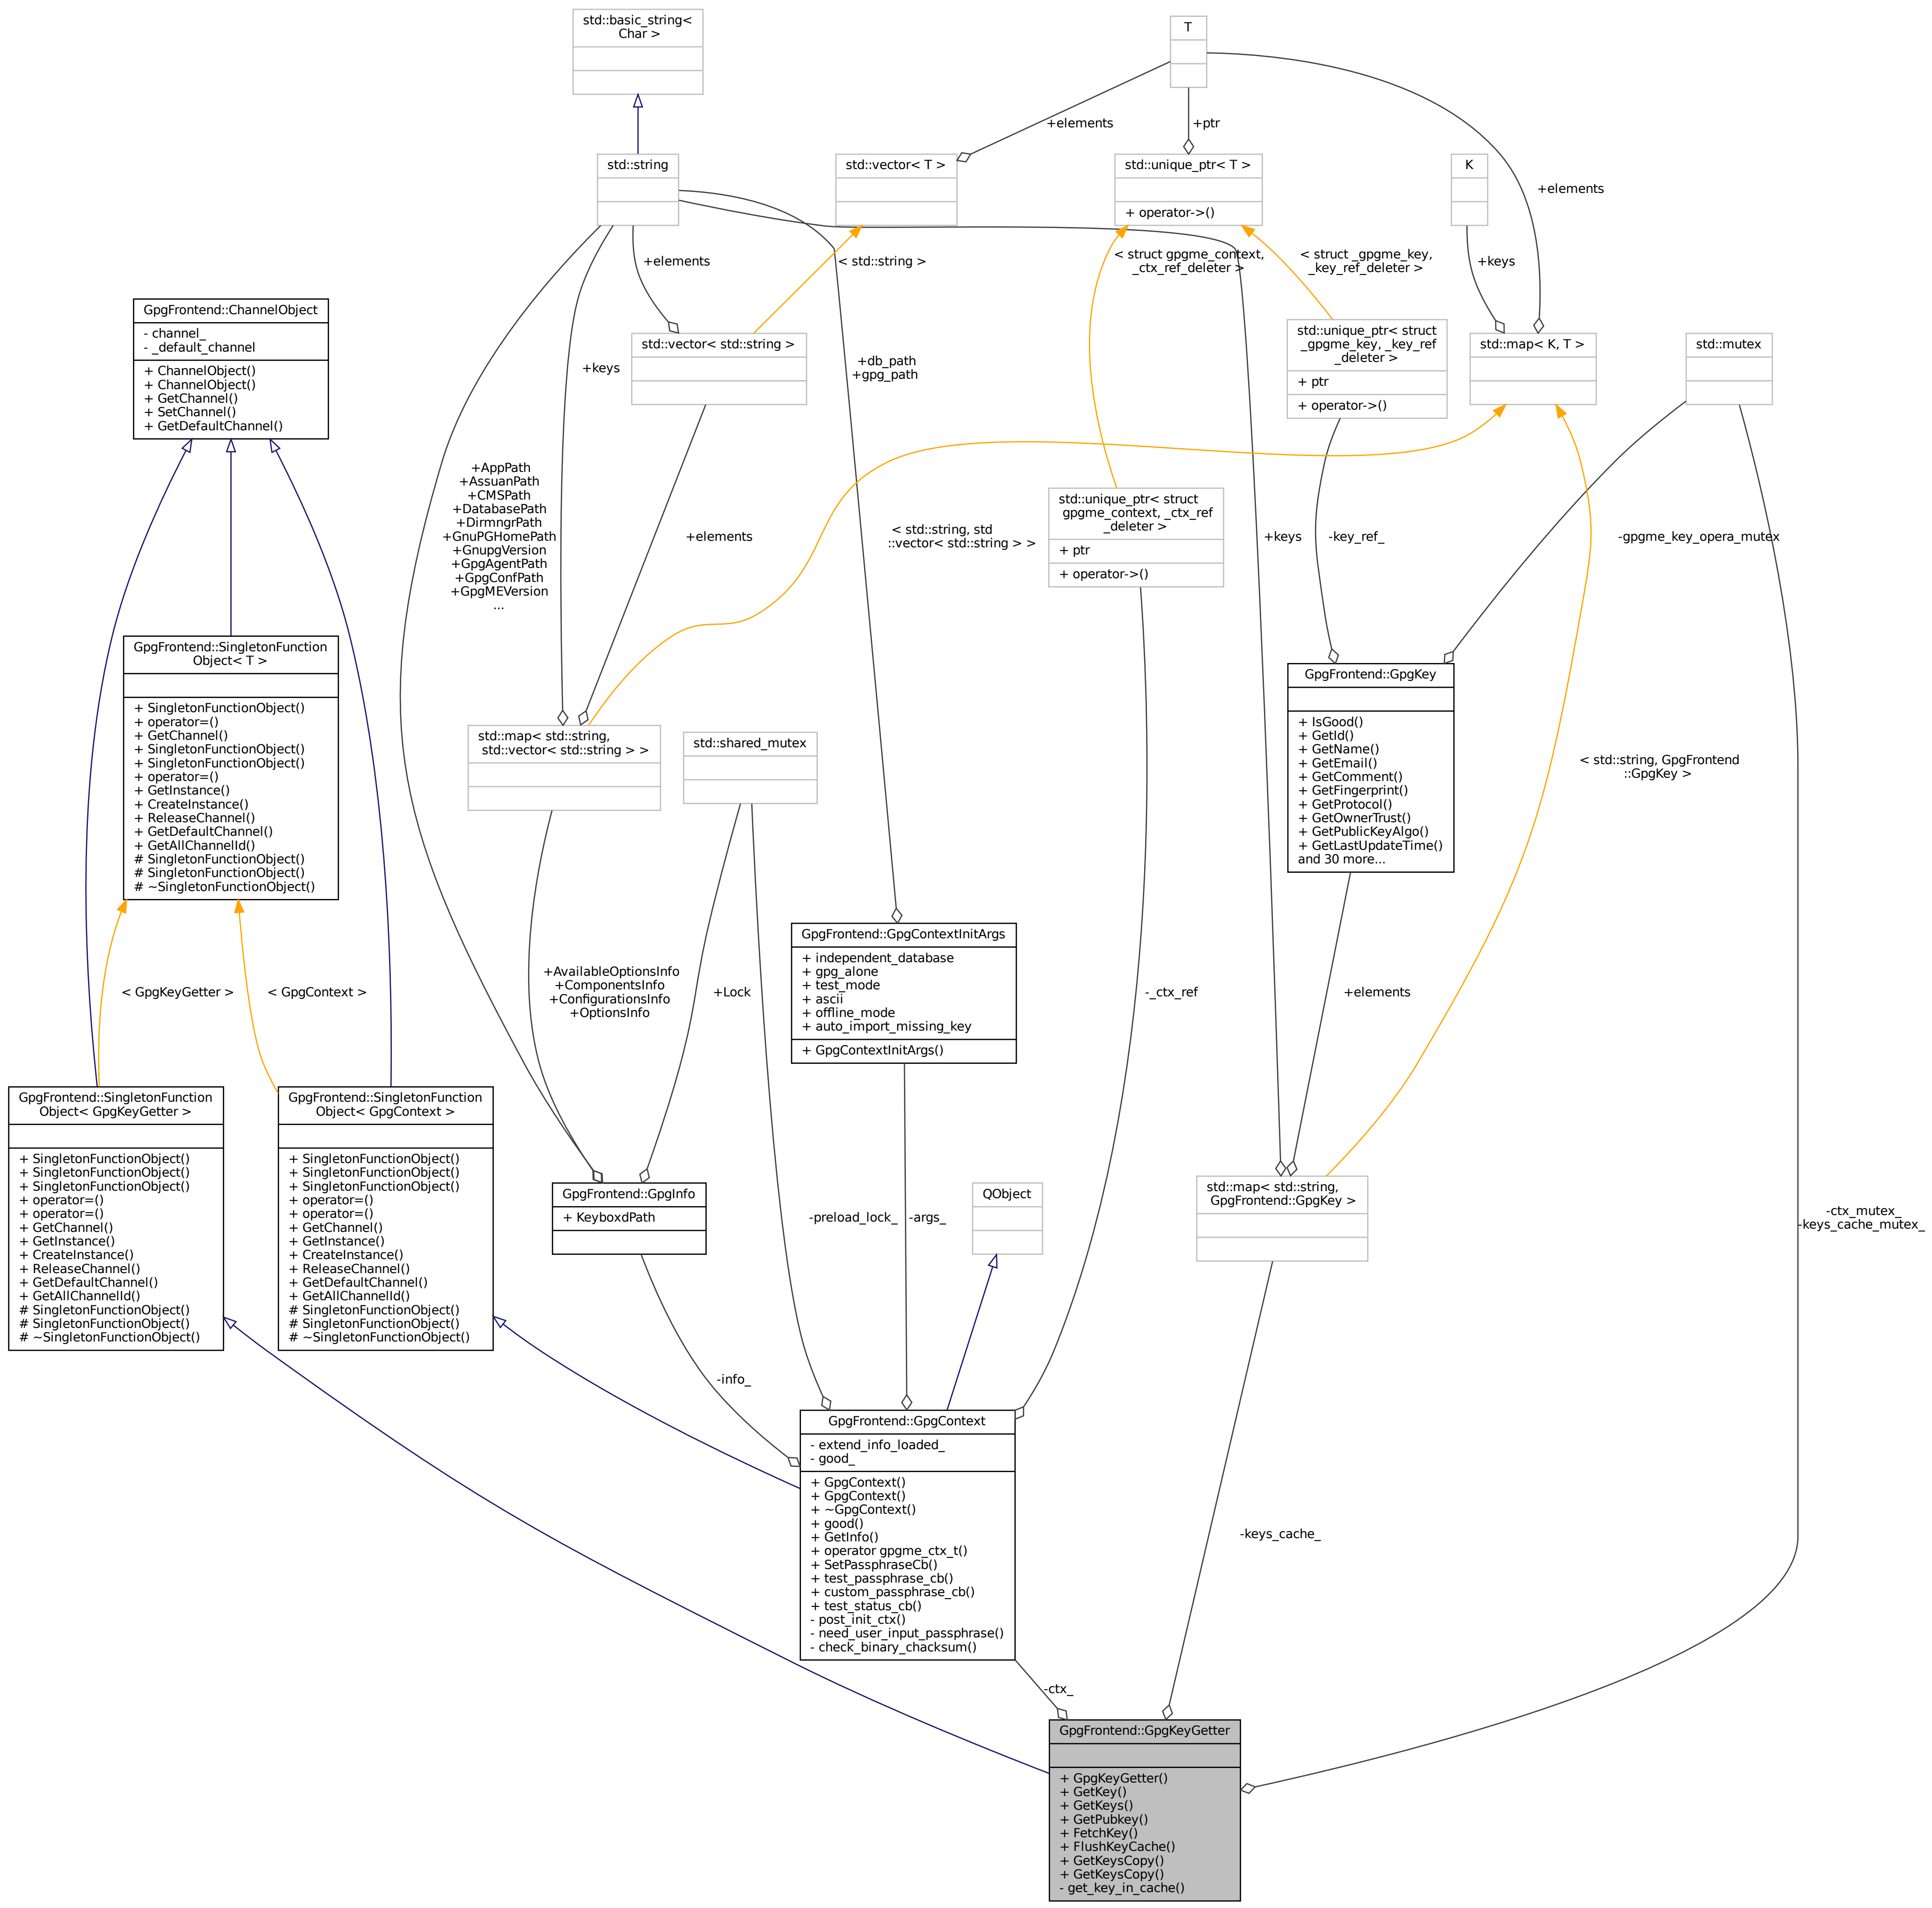 std::basic_string<
Char >
T
+elements
+ptr
std::string
std::vector< T >
std::unique_ptr< T >
+ operator->()
K
+elements
+elements
< std::string >
< struct gpgme_context,
_ctx_ref_deleter >
< struct _gpgme_key,
_key_ref_deleter >
+keys
GpgFrontend::ChannelObject
- channel_
- _default_channel
+ ChannelObject()
+ ChannelObject()
+ GetChannel()
+ SetChannel()
+ GetDefaultChannel()
std::vector< std::string >
std::unique_ptr< struct
_gpgme_key, _key_ref
_deleter >
+ ptr
+ operator->()
std::map< K, T >
std::mutex
+keys
+db_path
+gpg_path
+AppPath
+AssuanPath
+CMSPath
+DatabasePath
+DirmngrPath
+GnuPGHomePath
+GnupgVersion
+GpgAgentPath
+GpgConfPath
+GpgMEVersion
...
+elements
< std::string, std
::vector< std::string > >
std::unique_ptr< struct
gpgme_context, _ctx_ref
_deleter >
+ ptr
+ operator->()
+keys
-key_ref_
-gpgme_key_opera_mutex
GpgFrontend::SingletonFunction
Object< T >
+ SingletonFunctionObject()
+ operator=()
+ GetChannel()
+ SingletonFunctionObject()
+ SingletonFunctionObject()
+ operator=()
+ GetInstance()
+ CreateInstance()
+ ReleaseChannel()
+ GetDefaultChannel()
+ GetAllChannelId()
# SingletonFunctionObject()
# SingletonFunctionObject()
# ~SingletonFunctionObject()
std::map< std::string,
std::vector< std::string > >
std::shared_mutex
GpgFrontend::GpgKey
+ IsGood()
+ GetId()
+ GetName()
+ GetEmail()
+ GetComment()
+ GetFingerprint()
+ GetProtocol()
+ GetOwnerTrust()
+ GetPublicKeyAlgo()
+ GetLastUpdateTime()
and 30 more...
< std::string, GpgFrontend
::GpgKey >
< GpgKeyGetter >
< GpgContext >
+AvailableOptionsInfo
+ComponentsInfo
+ConfigurationsInfo
+OptionsInfo
+Lock
GpgFrontend::GpgContextInitArgs
+ independent_database
+ gpg_alone
+ test_mode
+ ascii
+ offline_mode
+ auto_import_missing_key
+ GpgContextInitArgs()
-_ctx_ref
+elements
GpgFrontend::SingletonFunction
Object< GpgKeyGetter >
+ SingletonFunctionObject()
+ SingletonFunctionObject()
+ SingletonFunctionObject()
+ operator=()
+ operator=()
+ GetChannel()
+ GetInstance()
+ CreateInstance()
+ ReleaseChannel()
+ GetDefaultChannel()
+ GetAllChannelId()
# SingletonFunctionObject()
# SingletonFunctionObject()
# ~SingletonFunctionObject()
GpgFrontend::SingletonFunction
Object< GpgContext >
+ SingletonFunctionObject()
+ SingletonFunctionObject()
+ SingletonFunctionObject()
+ operator=()
+ operator=()
+ GetChannel()
+ GetInstance()
+ CreateInstance()
+ ReleaseChannel()
+ GetDefaultChannel()
+ GetAllChannelId()
# SingletonFunctionObject()
# SingletonFunctionObject()
# ~SingletonFunctionObject()
GpgFrontend::GpgInfo
+ KeyboxdPath
-preload_lock_
-args_
QObject
std::map< std::string,
GpgFrontend::GpgKey >
-ctx_mutex_
-keys_cache_mutex_
-info_
GpgFrontend::GpgContext
- extend_info_loaded_
- good_
+ GpgContext()
+ GpgContext()
+ ~GpgContext()
+ good()
+ GetInfo()
+ operator gpgme_ctx_t()
+ SetPassphraseCb()
+ test_passphrase_cb()
+ custom_passphrase_cb()
+ test_status_cb()
- post_init_ctx()
- need_user_input_passphrase()
- check_binary_chacksum()
-keys_cache_
-ctx_
GpgFrontend::GpgKeyGetter
+ GpgKeyGetter()
+ GetKey()
+ GetKeys()
+ GetPubkey()
+ FetchKey()
+ FlushKeyCache()
+ GetKeysCopy()
+ GetKeysCopy()
- get_key_in_cache()